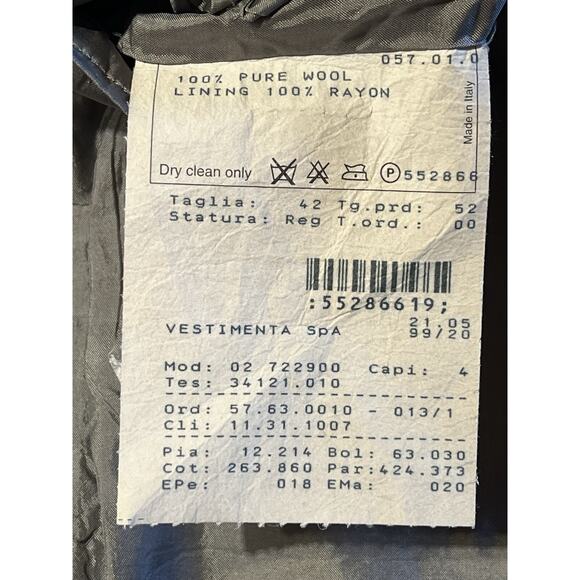 057.01.0
100% PURE WOOL
LINING 100% RAYON
Made in Italy
Dry clean only P 552866
Taglia: 42 Tg.prd: 52
Statura: Reg T.ord.: 00
:55286619;
VESTIMENTA SpA 21.05
99/20
Mod: 02 722900 Capi: 4
Tes: 34121.010
Ord: 57.63.0010 - 013/1
Cli: 11.31.1007
Pia: 12.214 Bol: 63.030
Cot: 263.860 Par:424.373
EPe: 018 EMa: 020